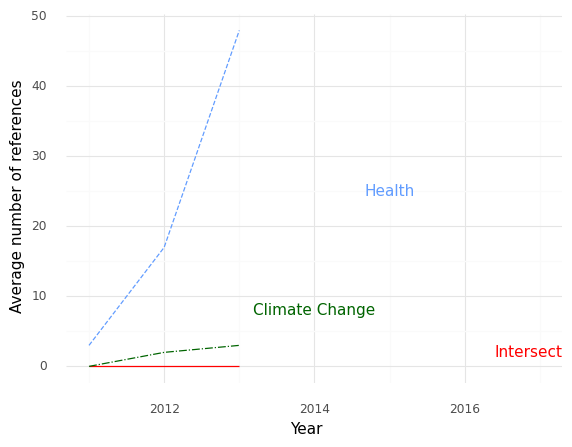 50
40
30
20
10
0
Average number of references
Health
Climate Change
Intersect
2012
2014
2016
Year